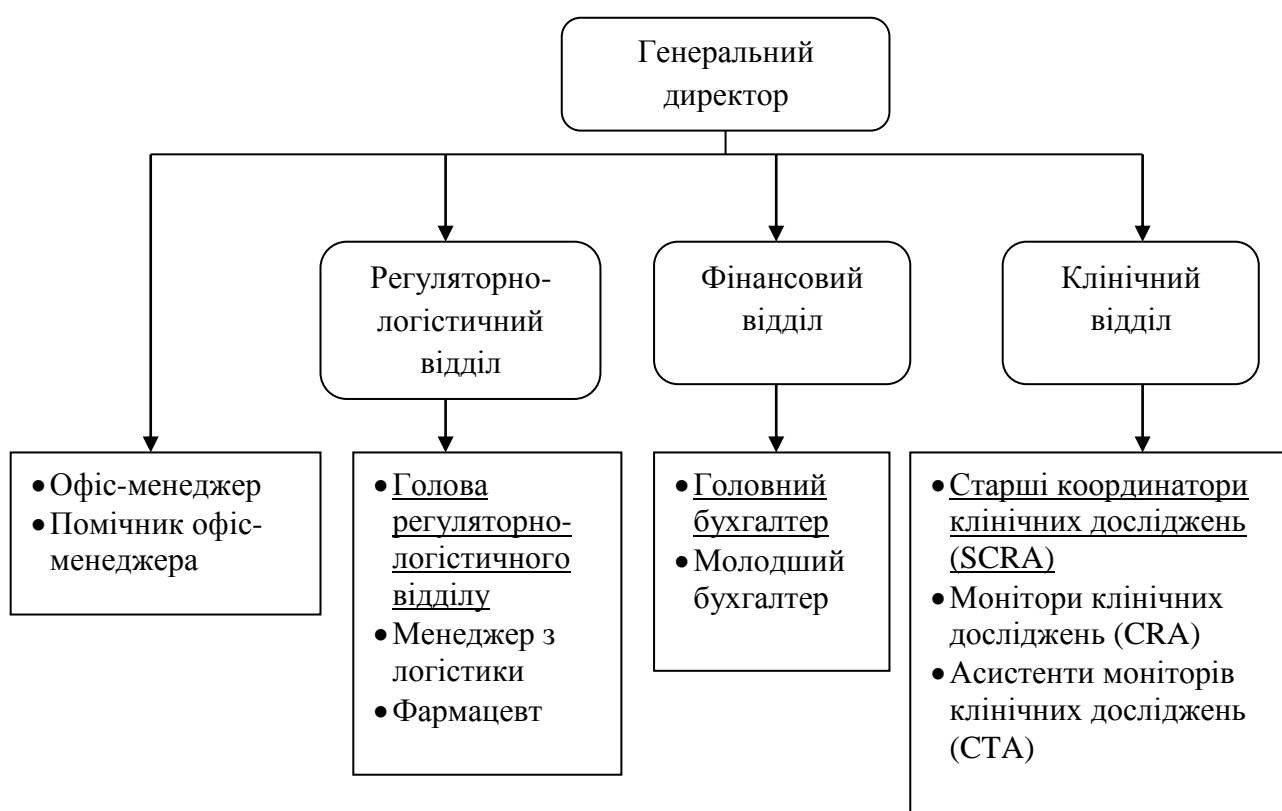 Генеральний
директор
Регуляторно-
логістичний
відділ
Фінансовий
відділ
Клінічний
відділ
•Офіс-менеджер
•Помічник офіс-
менеджера
•Голова
регуляторно-
логістичного
відділу
•Менеджер з
логістики
•Фармацевт
•Головний
бухгалтер
•Молодший
бухгалтер
•Старші координатори
клінічних досліджень
(SCRA)
•Монітори клінічних
досліджень (CRA)
•Асистенти моніторів
клінічних досліджень
(CTA)